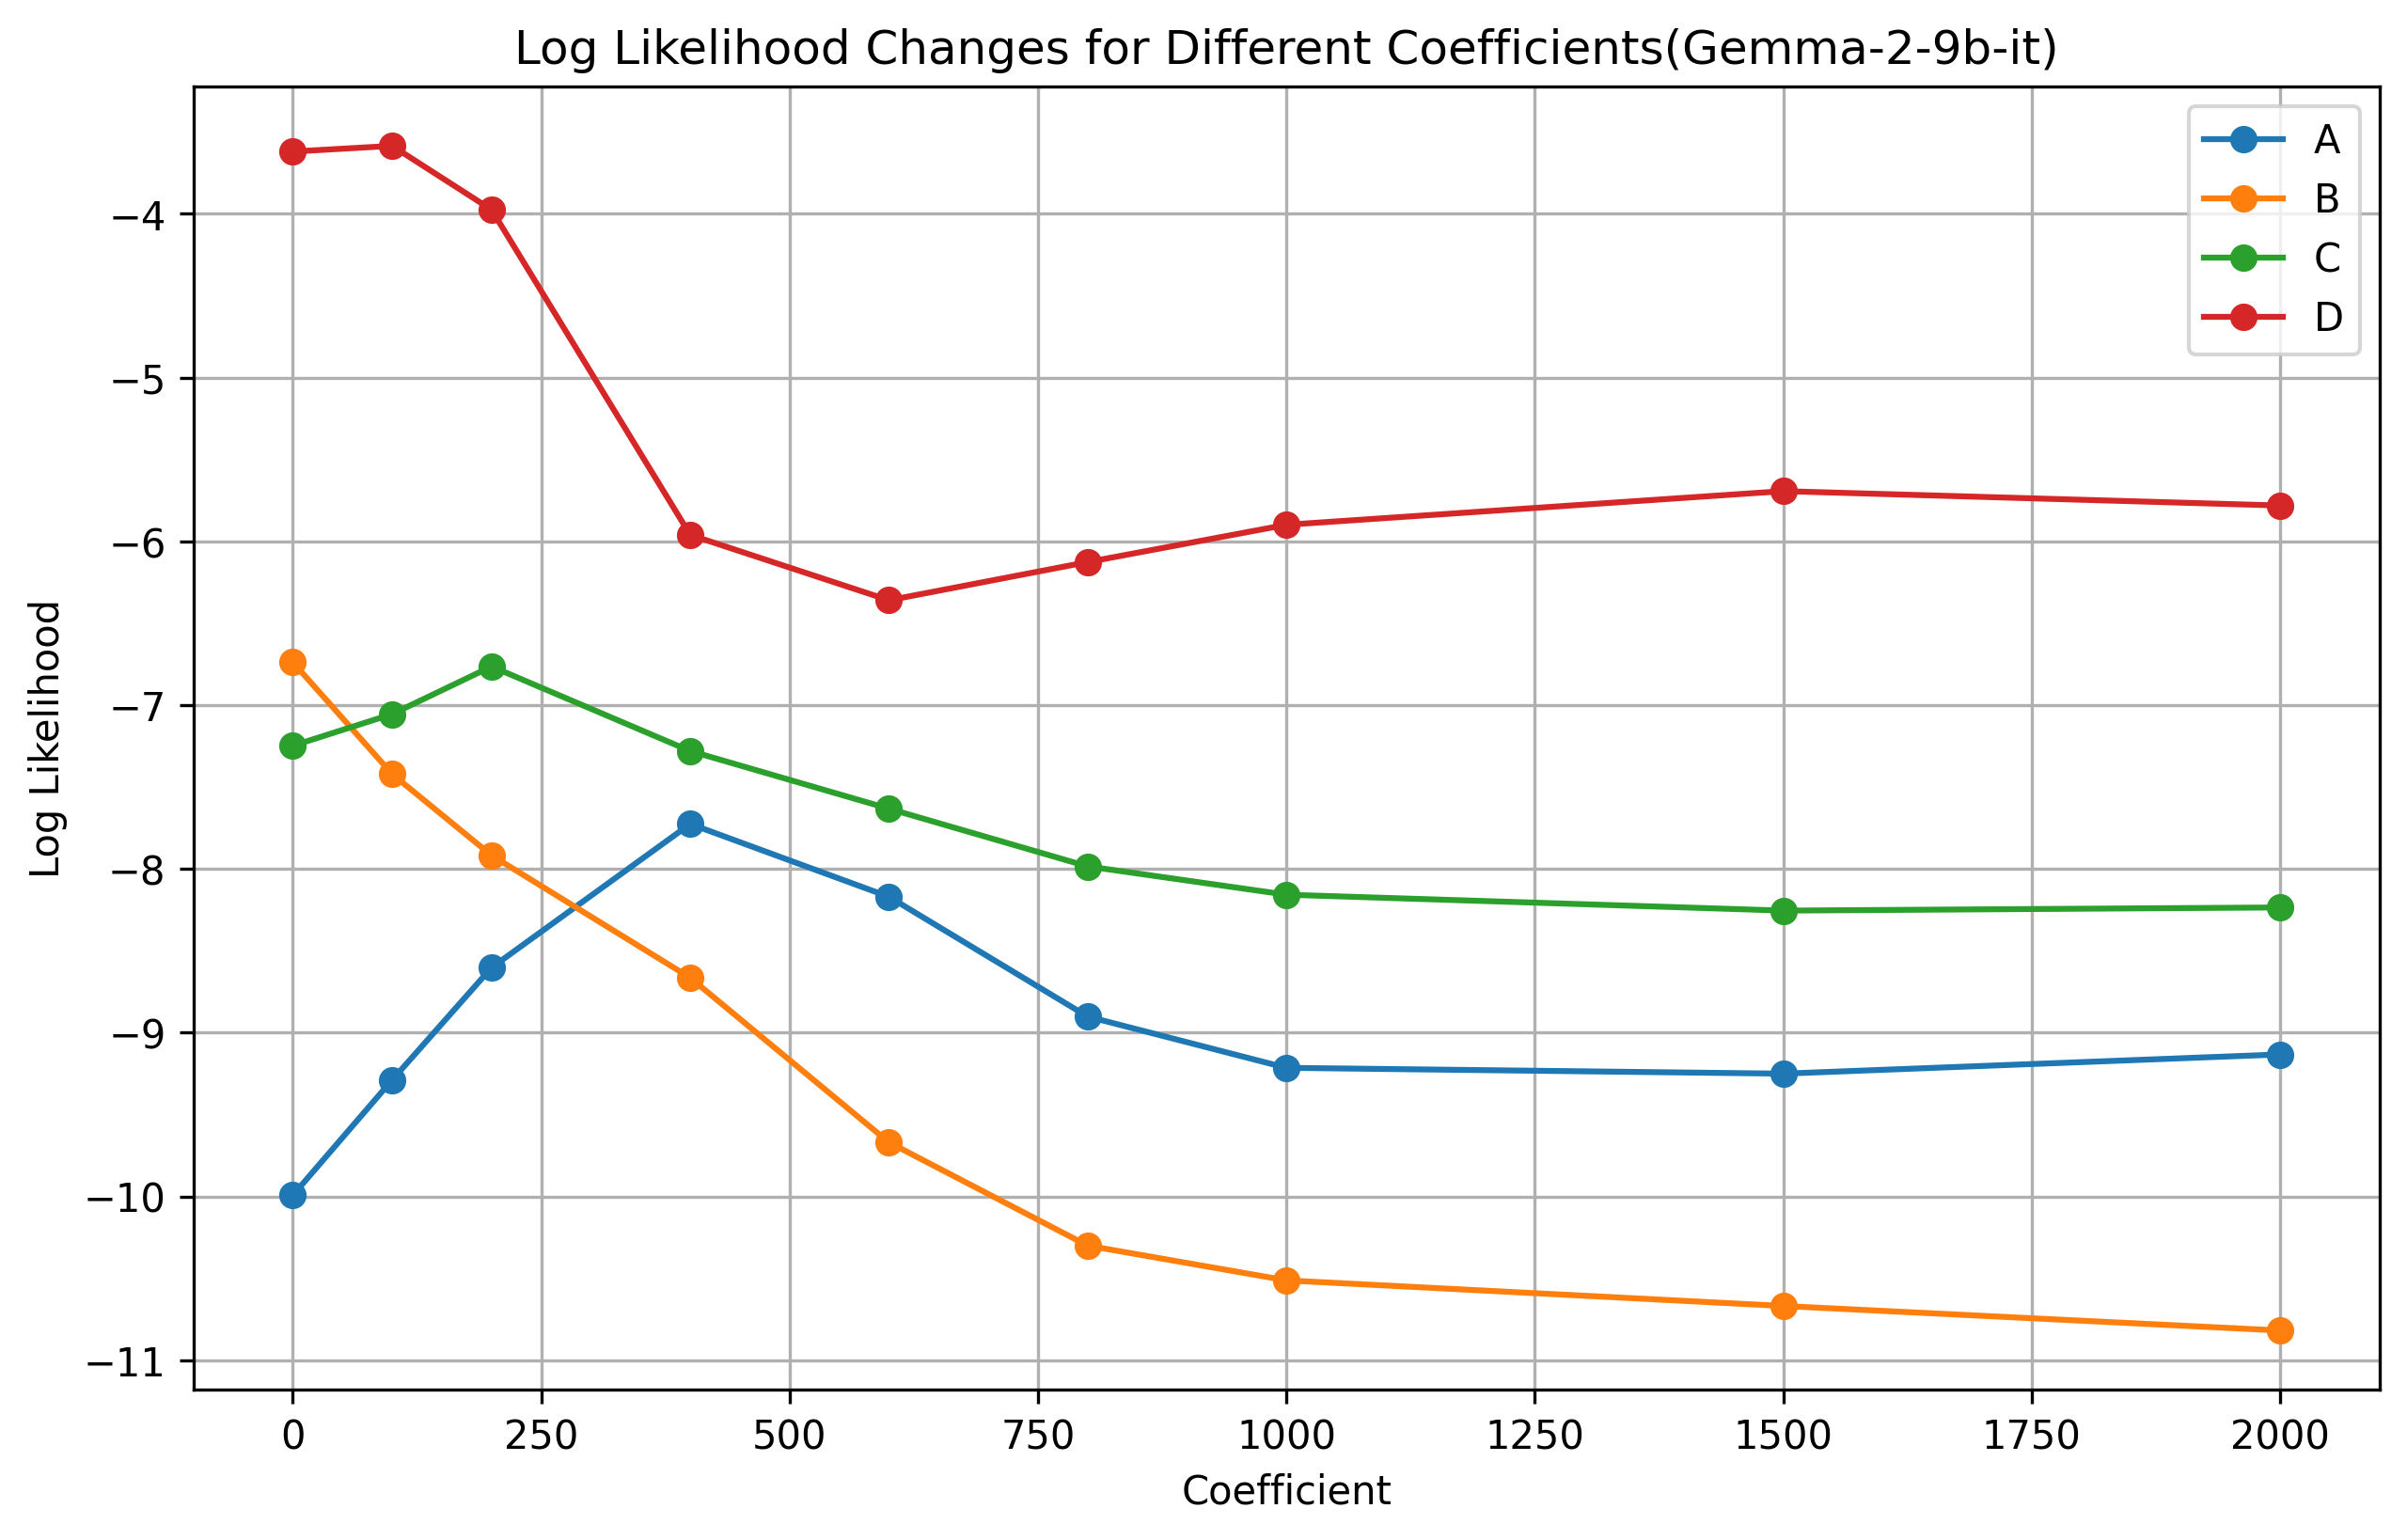 Log Likelihood Changes for Different Coefficients(Gemma-2-9b-it)
A
B
C
D
−4
−5
−6
−7
−8
−9
−10
−11
Log Likelihood
0 250 500 750 1000 1250 1500 1750 2000
Coefficient